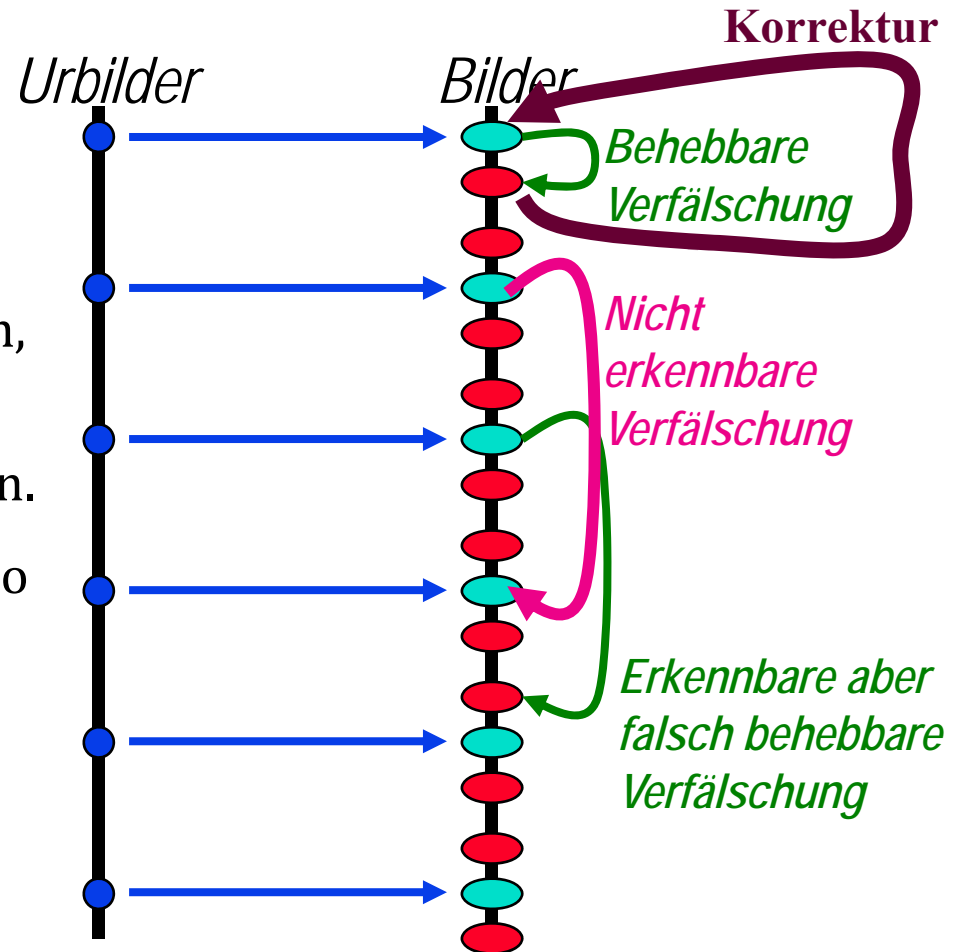 Korrektur
Urbilder
Bilder
Behebbare
Verfälschung
n,
Nicht
erkennbare
Verfälschung
n.
o
Erkennbare aber
falsch behebbare
Verfälschung